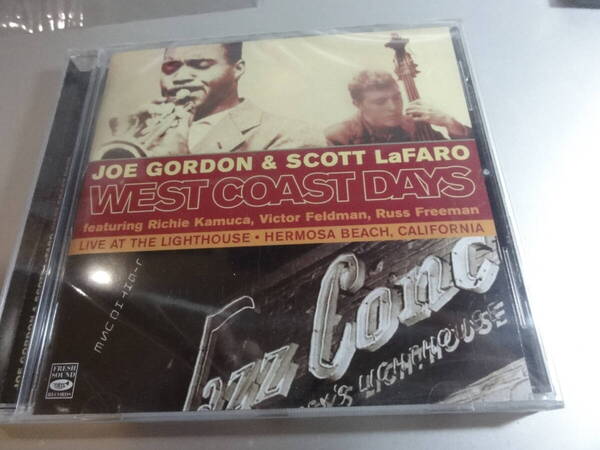 JOE GORDON & SCOTT LaFARO
WEST COAST DAYS
featuring Richie Kamuca, Victor Feldman, Russ Freeman
LIVE AT THE LIGHTHOUSE • HERMOSA BEACH, CALIFORNIA
Jazz Conc
LIGHTHOUSE
FRESH
SOUND
RECORDS